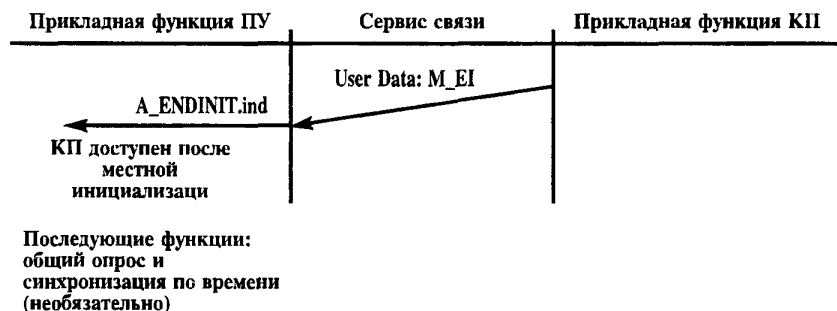 Прикладная функция ПУ
Сервис связи
Прикладная функция КП
User Data: M_EI
A_ENDINIT.ind
КП доступен после
местной
инициализаци
Последующие функции:
общий опрос и
синхронизация по времени
(необязательно)